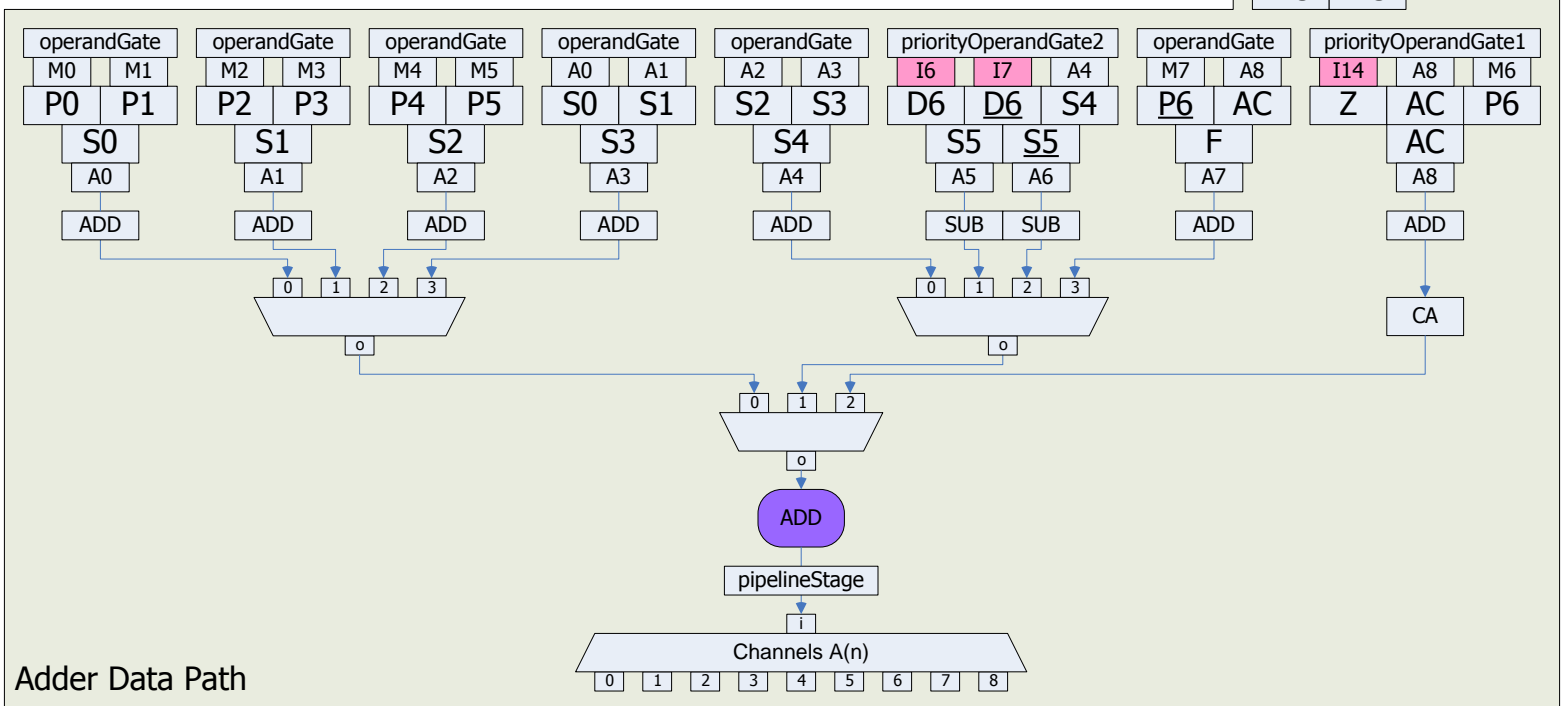 operandGate operandGate operandGate operandGate operandGate priorityOperandGate2 operandGate priorityOperandGate1
M0 M1 M2 M3 M4 M5 A0 A1 A2 A3 I6 I7 A4 M7 A8 I14 A8 M6
P0 P1 P2 P3 P4 P5 S0 S1 S2 S3 D6 D6 S4 P6 AC Z AC P6
S0 S1 S2 S3 S4 S5 S5 F AC
A0 A1 A2 A3 A4 A5 A6 A7 A8
ADD ADD ADD ADD ADD SUB SUB ADD ADD
0 1 2 3 0 1 2 3
CA
o o
0 1 2
o
ADD
pipelineStage
i
Channels A(n)
0 1 2 3 4 5 6 7 8
Adder Data Path